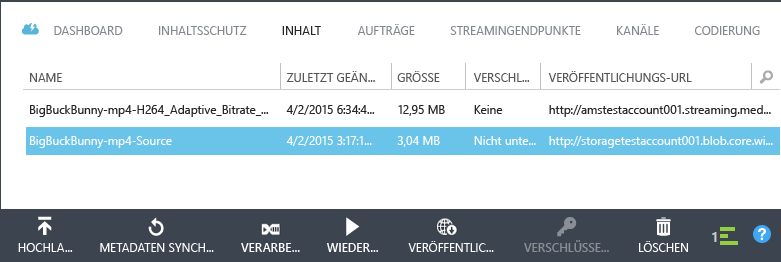 DASHBOARD INHALTSSCHUTZ INHALT AUFTRÄGE STREAMINGENDPUNKTE KANÄLE CODIERUNG
NAME ZULETZT GEÄN... GRÖSSE VERSCHL... VERÖFFENTLICHUNGS-URL
BigBuckBunny-mp4-H264_Adaptive_Bitrate_... 4/2/2015 6:34:4... 12,95 MB Keine http://amstestaccount001.streaming.med...
BigBuckBunny-mp4-Source 4/2/2015 3:17:1... 3,04 MB Nicht unte... http://storagetestaccount001.blob.core.wi...
HOCHLA... METADATEN SYNCH... VERARBE... WIEDER... VERÖFFENTLIC... VERSCHLÜSSE... LÖSCHEN 1 ?